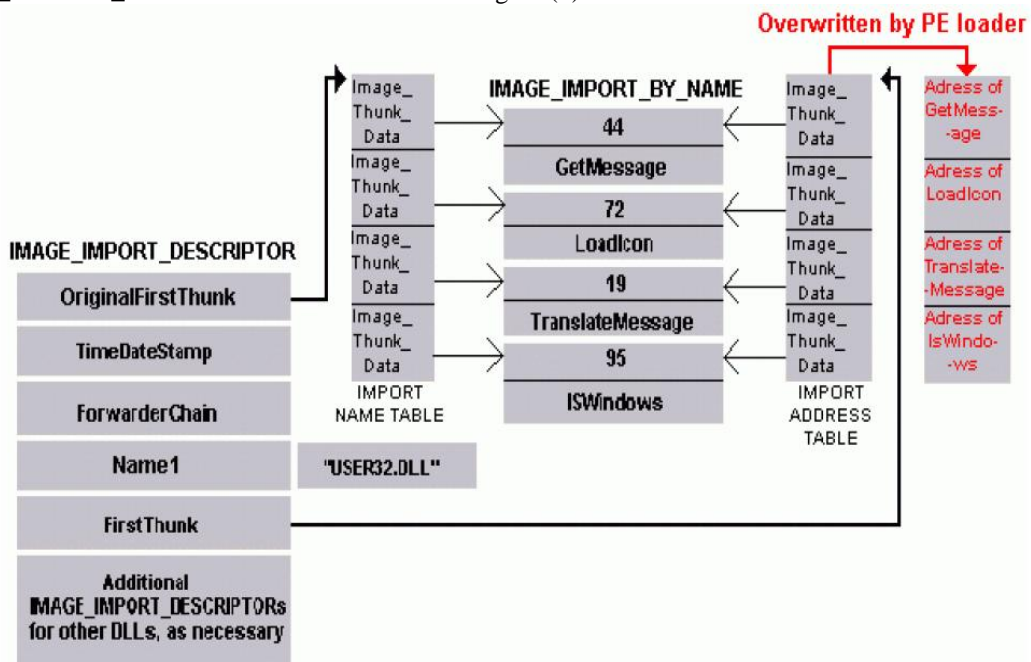 Overwritten by PE loader
IMAGE_IMPORT_DESCRIPTOR
OriginalFirstThunk
TimeDateStamp
ForwarderChain
Name1
"USER32.DLL"
FirstThunk
Additional
IMAGE_IMPORT_DESCRIPTORs
for other DLLs, as necessary
Image_
Thunk_
Data
Image_
Thunk_
Data
Image_
Thunk_
Data
Image_
Thunk_
Data
IMPORT
NAME TABLE
IMAGE_IMPORT_BY_NAME
44
GetMessage
72
LoadIcon
19
TranslateMessage
95
ISWindows
Image_
Thunk_
Data
Image_
Thunk_
Data
Image_
Thunk_
Data
Image_
Thunk_
Data
IMPORT
ADDRESS
TABLE
Adress of
GetMess-
-age
Adress of
LoadIcon
Adress of
Translate-
-Message
Adress of
IsWindo-
-ws